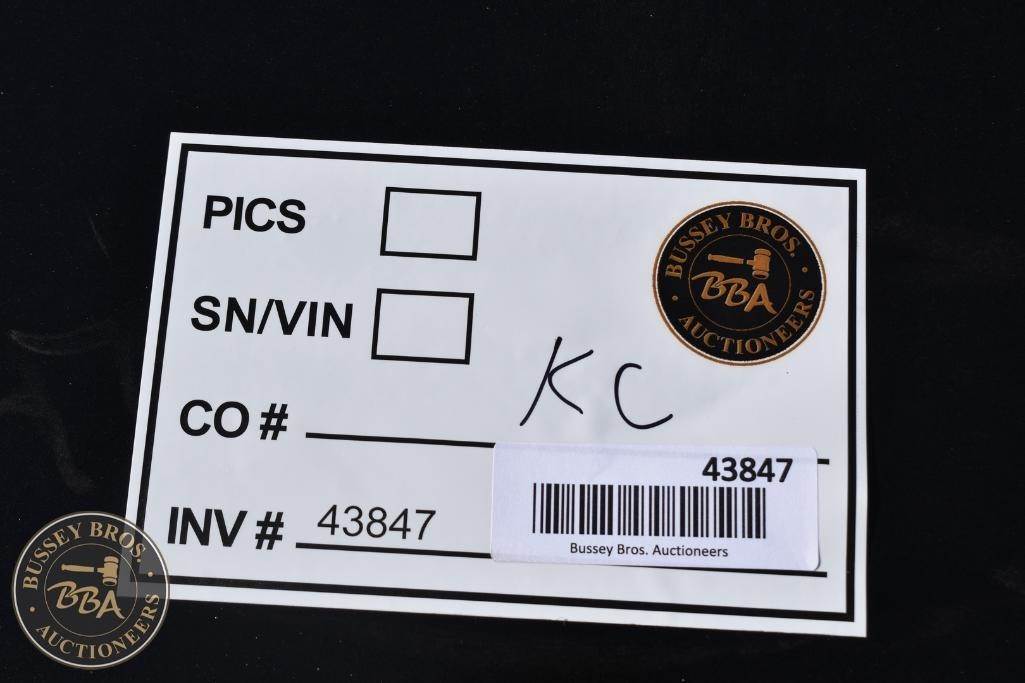 PICS
SN/VIN
CO #
INV # 43847
KC
BUSSEY BROS.
BBA
AUCTIONEERS
43847
Bussey Bros. Auctioneers
BUSSEY BROS.
BBA
AUCTIONEERS